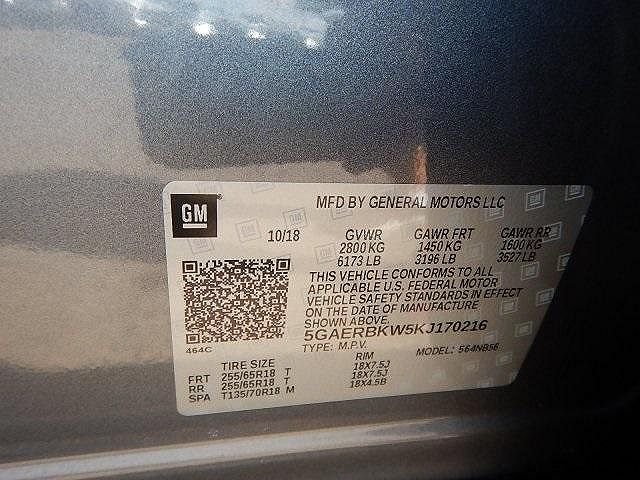 GM
MFD BY GENERAL MOTORS LLC
10/18 GVWR GAWR FRT GAWR RR
2800 KG 1450 KG 1600 KG
6173 LB 3196 LB 3527 LB
THIS VEHICLE CONFORMS TO ALL
APPLICABLE U.S. FEDERAL MOTOR
VEHICLE SAFETY STANDARDS IN EFFECT
ON THE DATE OF MANUFACTURE
SHOWN ABOVE.
5GAERBKW5KJ170216
464C
TYPE: M.P.V. MODEL: 564NB56
TIRE SIZE RIM
FRT 255/65R18 T 18X7.5J
RR 255/65R18 T 18X7.5J
SPA T135/70R18 M 18X4.5B